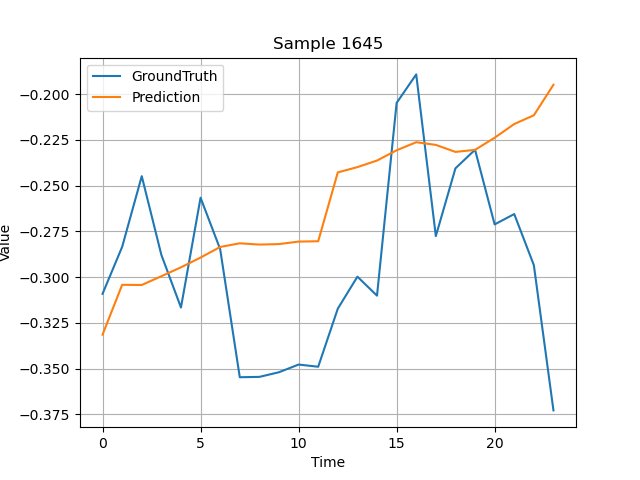 Sample 1645
GroundTruth
Prediction
−0.200
−0.225
−0.250
−0.275
−0.300
−0.325
−0.350
−0.375
Value
0 5 10 15 20
Time